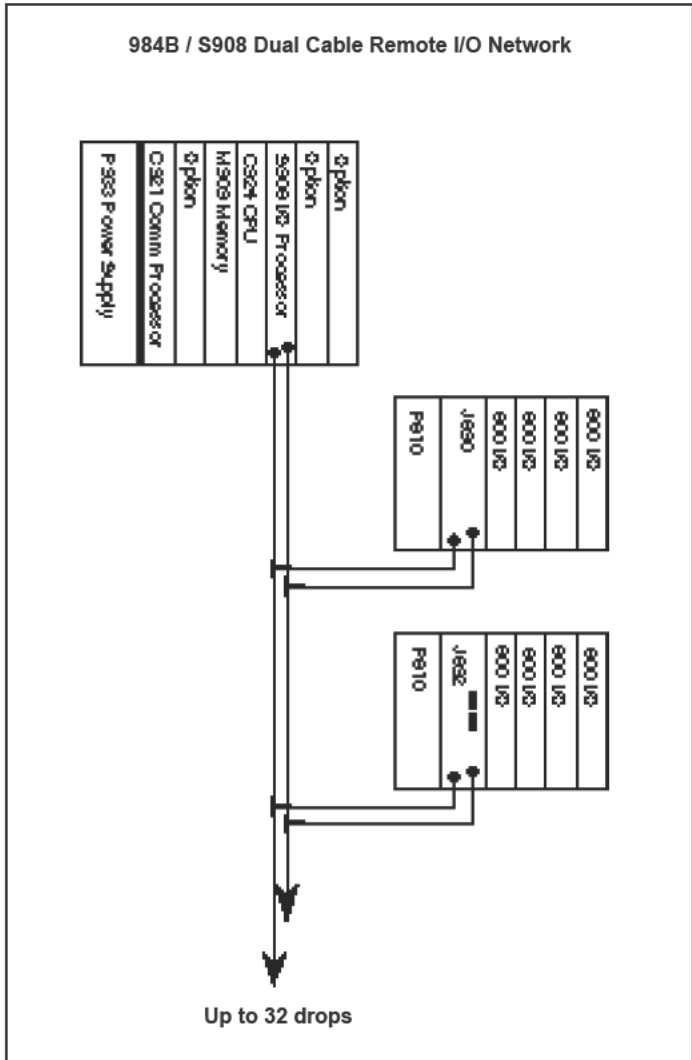 984B / S908 Dual Cable Remote I/O Network
P933 Power Supply
C921 Comm Processor
Option
M909 Memory
C924 CPU
S908 I/O Processor
Option
Option
P810
J890
800 I/O
800 I/O
800 I/O
800 I/O
P810
J892
800 I/O
800 I/O
800 I/O
800 I/O
Up to 32 drops